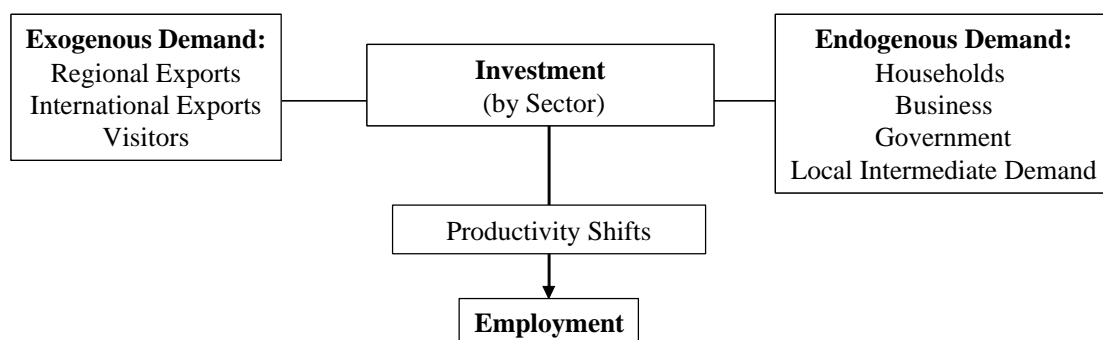 Exogenous Demand:
Regional Exports
International Exports
Visitors
Investment
(by Sector)
Endogenous Demand:
Households
Business
Government
Local Intermediate Demand
Productivity Shifts
Employment